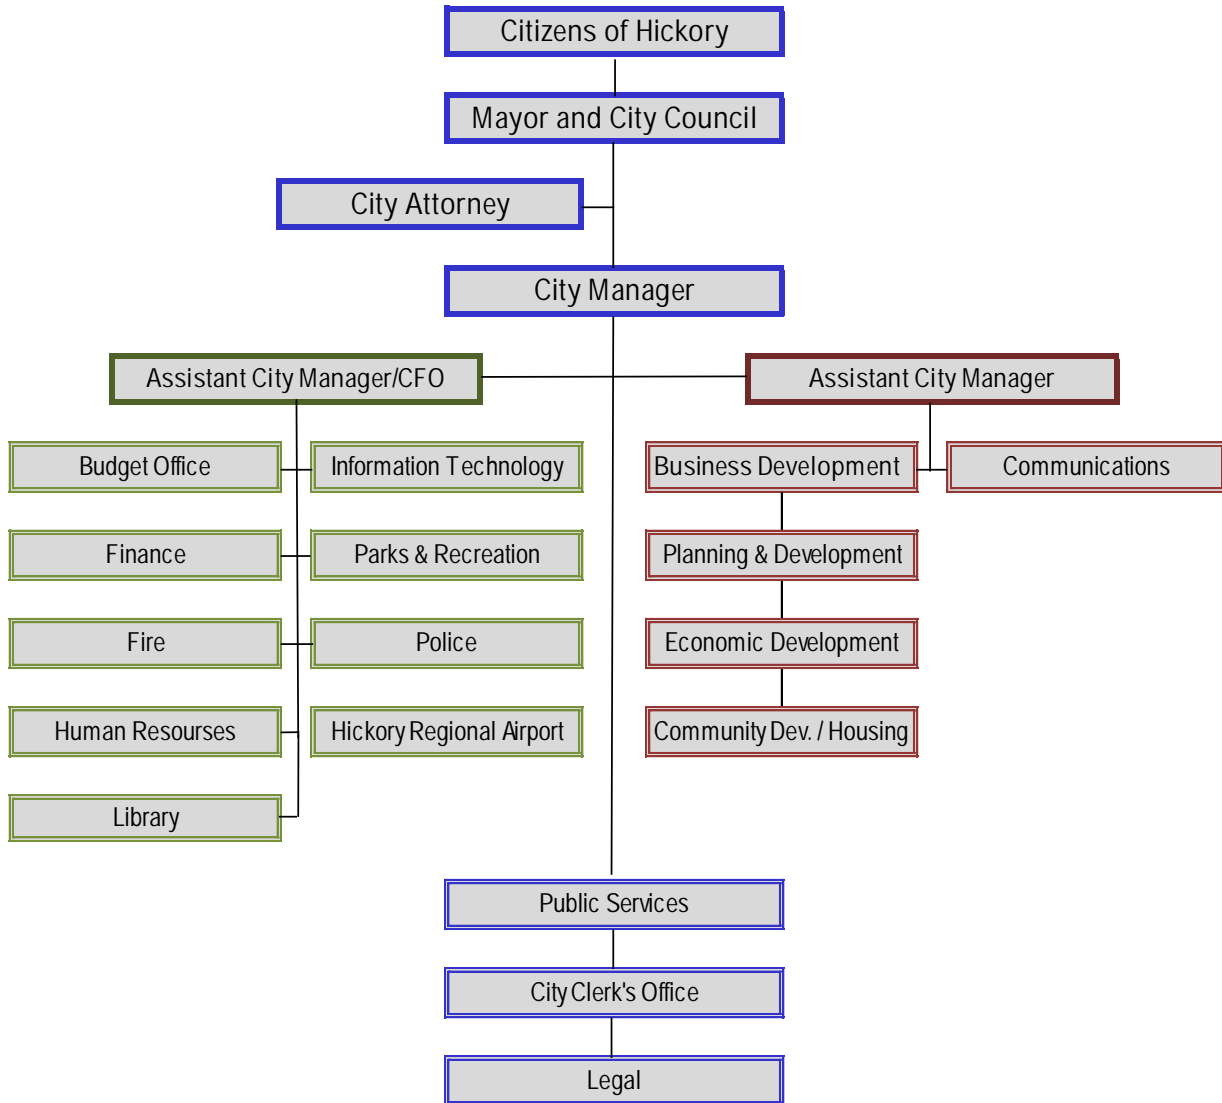 Citizens of Hickory
Mayor and City Council
City Attorney
City Manager
Assistant City Manager/CFO
Assistant City Manager
Budget Office
Information Technology
Business Development
Communications
Finance
Parks & Recreation
Planning & Development
Fire
Police
Economic Development
Human Resourses
Hickory Regional Airport
Community Dev. / Housing
Library
Public Services
City Clerk's Office
Legal